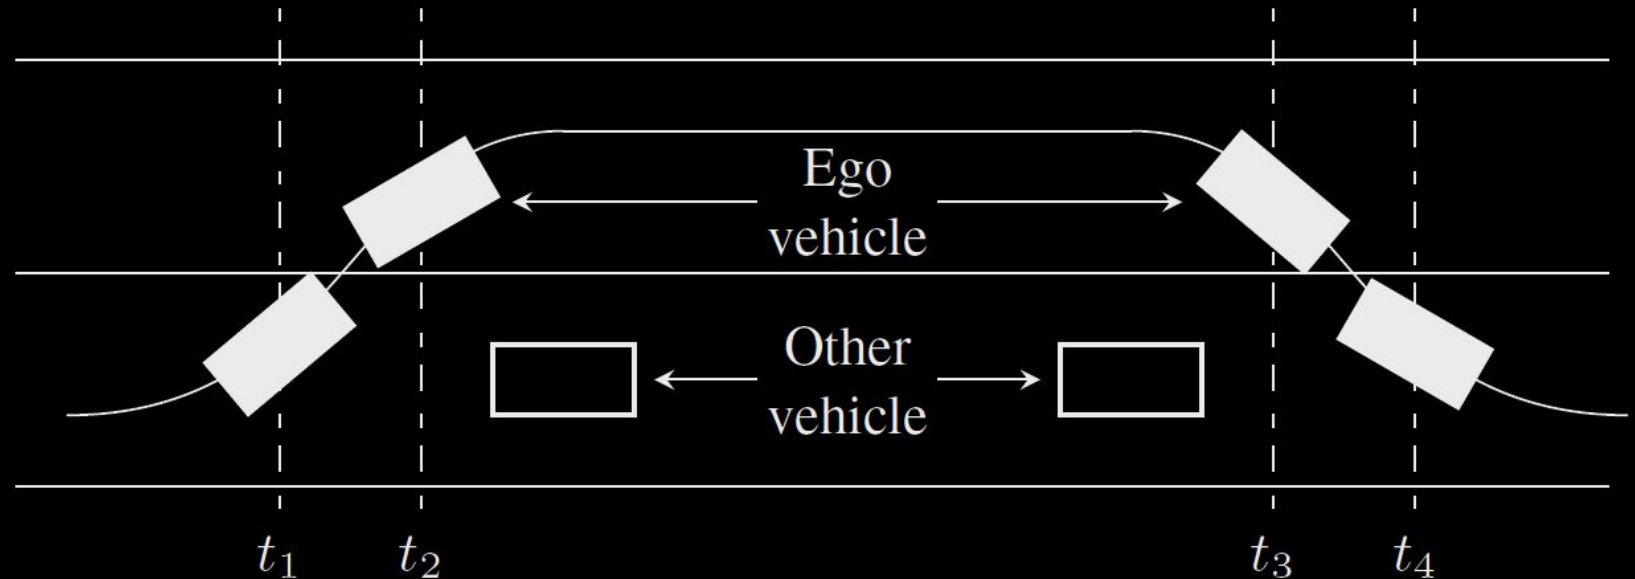 Ego
vehicle
Other
vehicle
t₁ t₂ t₃ t₄